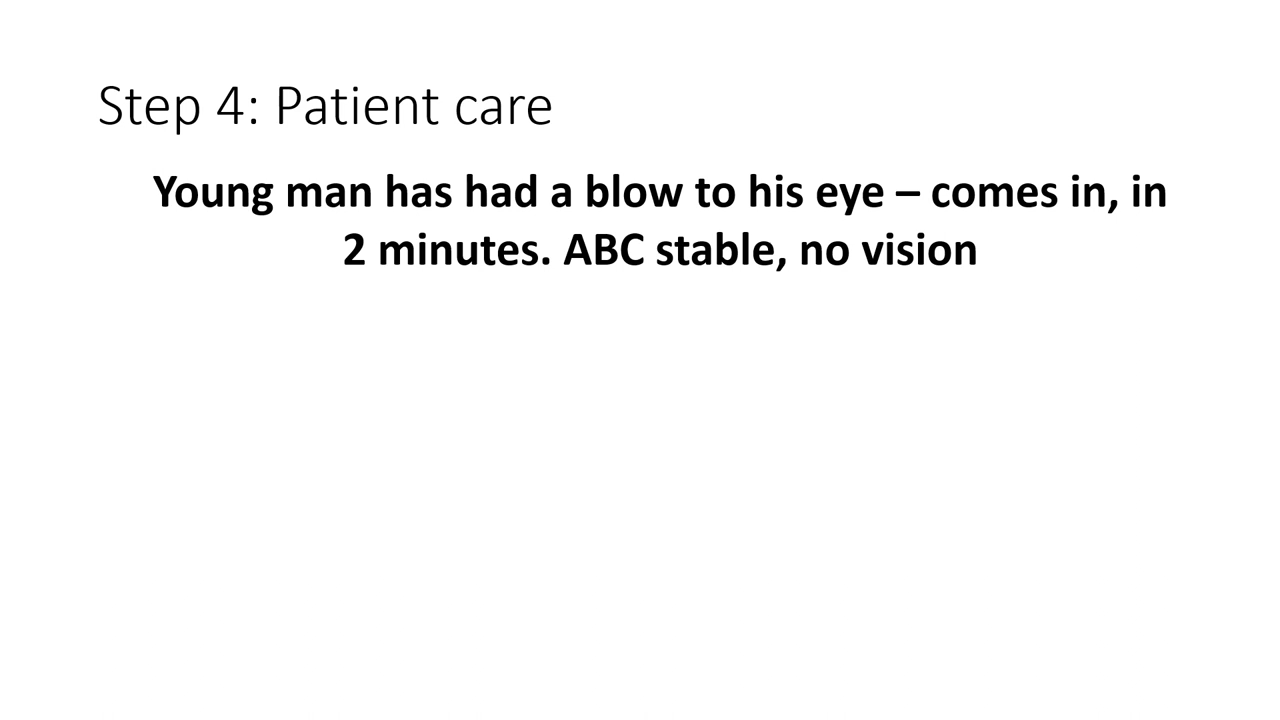 Step 4: Patient care
Young man has had a blow to his eye – comes in, in
2 minutes. ABC stable, no vision